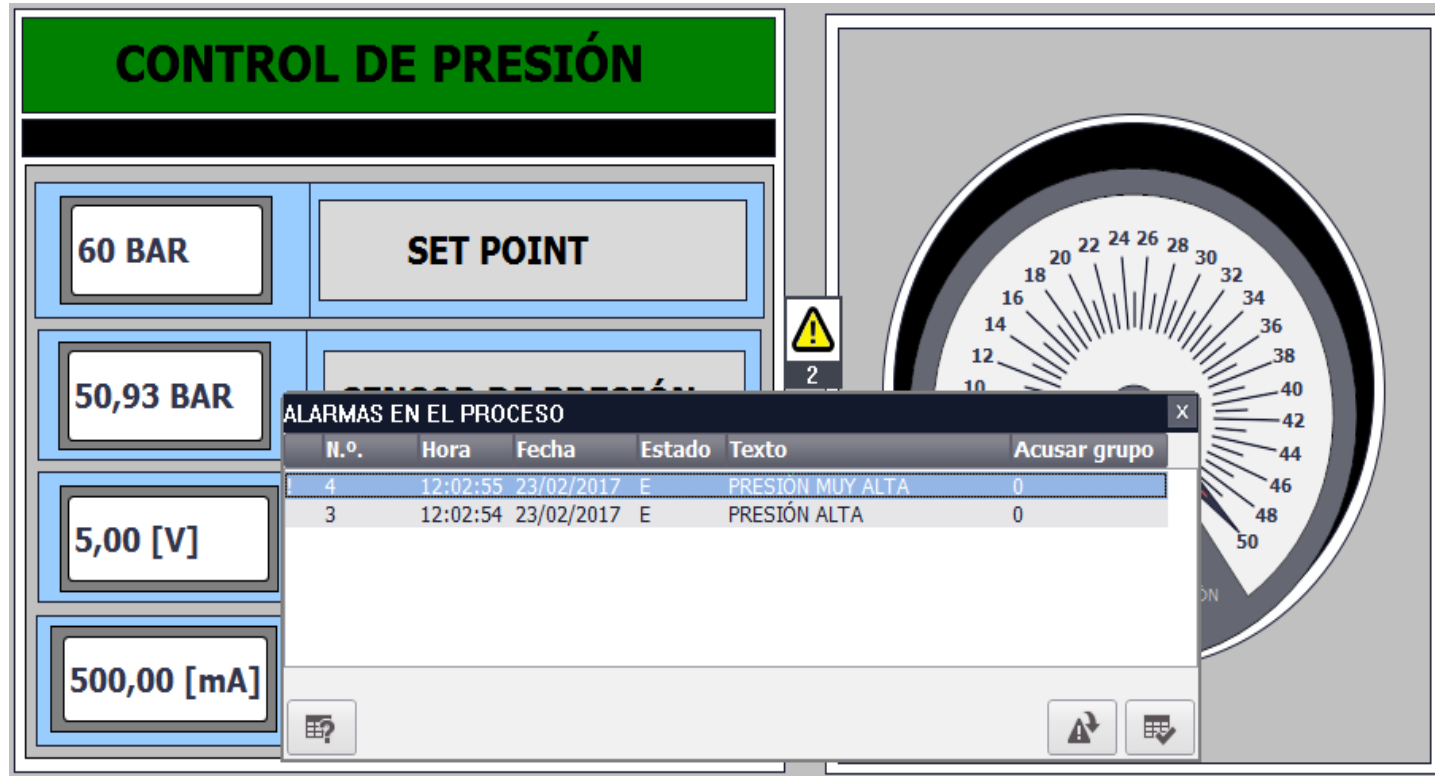 CONTROL DE PRESIÓN
60 BAR
SET POINT
50,93 BAR
SENSOR DE PRESIÓN
5,00 [V]
500,00 [mA]
2
10
12
14
16
18
20
22
24
26
28
30
32
34
36
38
40
42
44
46
48
50
ALARMAS EN EL PROCESO
X
N.º. Hora Fecha Estado Texto Acusar grupo
! 4 12:02:55 23/02/2017 E PRESIÓN MUY ALTA 0
3 12:02:54 23/02/2017 E PRESIÓN ALTA 0